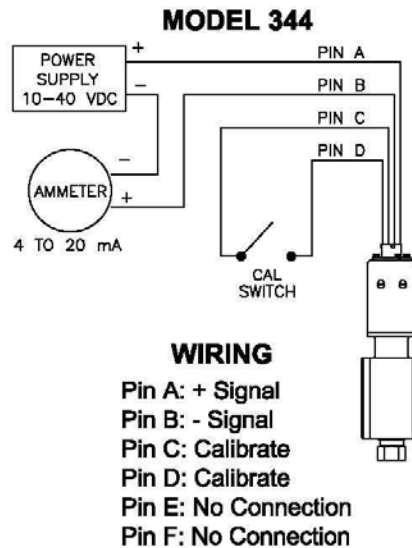 MODEL 344
+
PIN A
POWER
SUPPLY
10-40 VDC
-
PIN B
PIN C
PIN D
-
AMMETER
+
4 TO 20 mA
CAL
SWITCH
WIRING
Pin A: + Signal
Pin B: - Signal
Pin C: Calibrate
Pin D: Calibrate
Pin E: No Connection
Pin F: No Connection